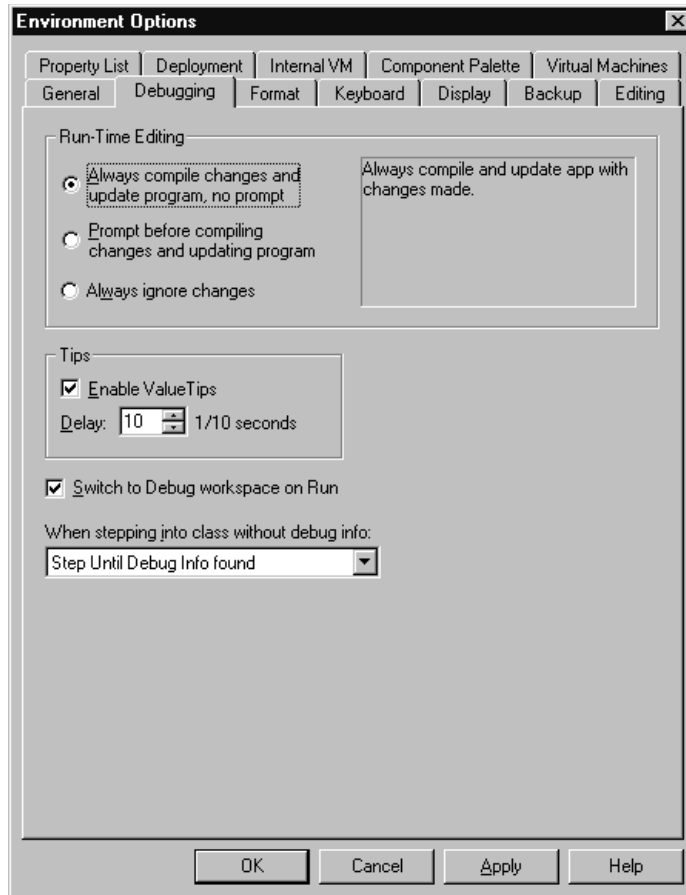 Environment Options
Property List Deployment Internal VM Component Palette Virtual Machines
General Debugging Format Keyboard Display Backup Editing
Run-Time Editing
Always compile changes and
update program, no prompt
Prompt before compiling
changes and updating program
Always ignore changes
Always compile and update app with
changes made.
Tips
Enable ValueTips
Delay: 10 1/10 seconds
Switch to Debug workspace on Run
When stepping into class without debug info:
Step Until Debug Info found
OK Cancel Apply Help